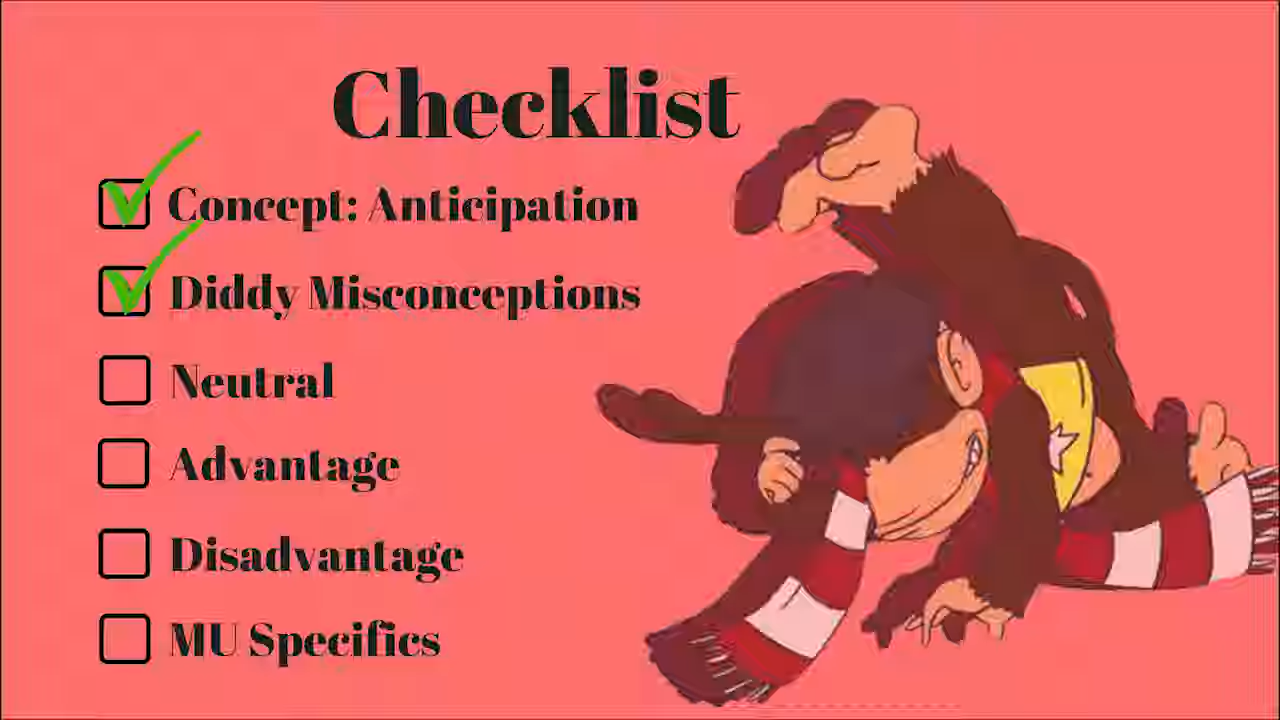 Checklist
Concept: Anticipation
Diddy Misconceptions
Neutral
Advantage
Disadvantage
MU Specifics